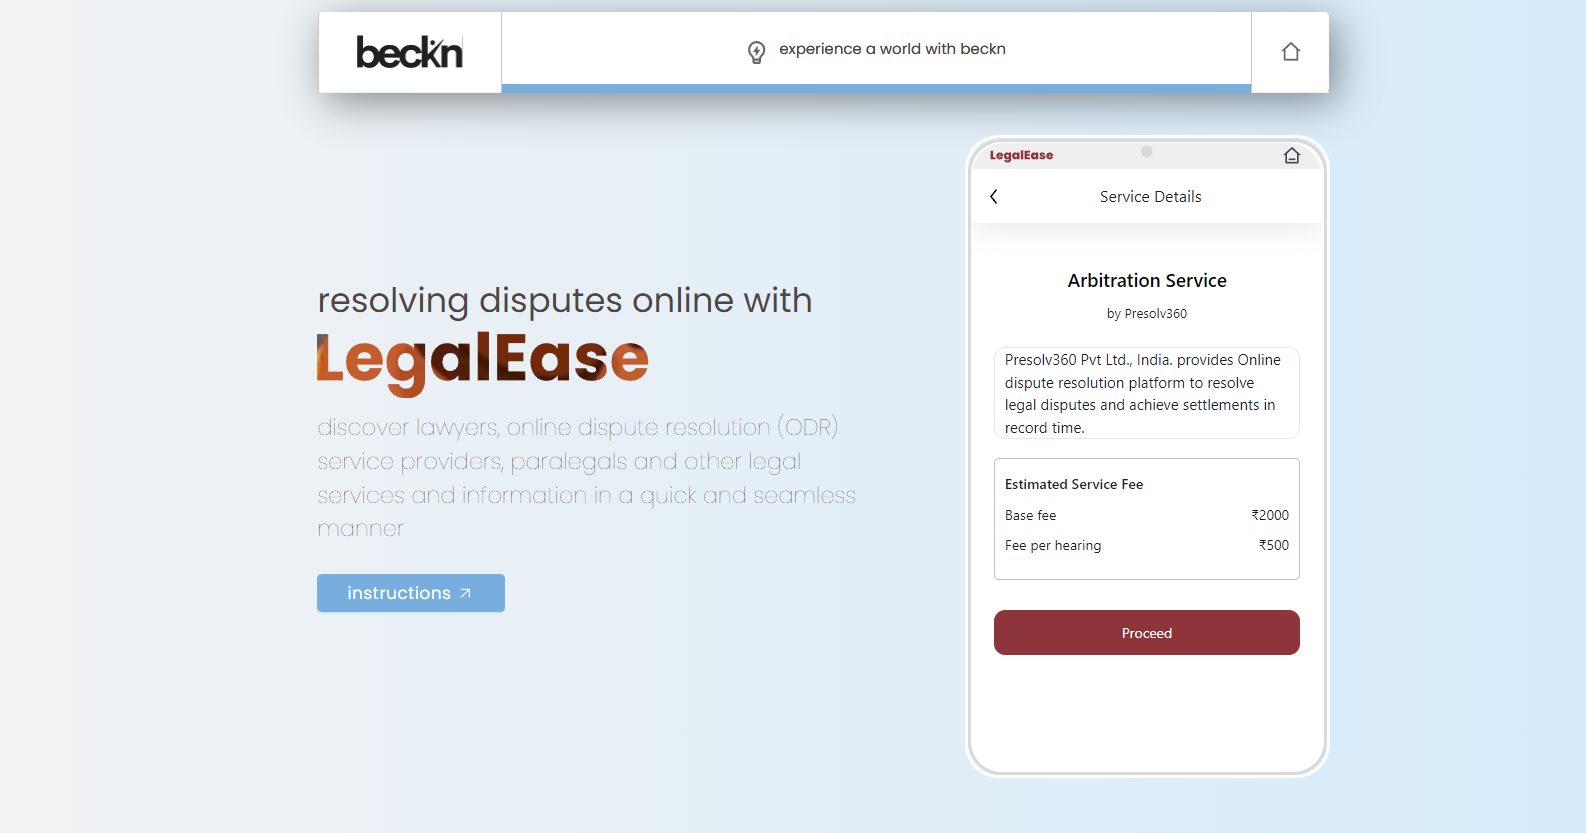 beckn
experience a world with beckn
resolving disputes online with
LegalEase
discover lawyers, online dispute resolution (ODR)
service providers, paralegals and other legal
services and information in a quick and seamless
manner
instructions
LegalEase
Service Details
Arbitration Service
by Presolv360
Presolv360 Pvt Ltd., India. provides Online
dispute resolution platform to resolve
legal disputes and achieve settlements in
record time.
Estimated Service Fee
Base fee ₹2000
Fee per hearing ₹500
Proceed